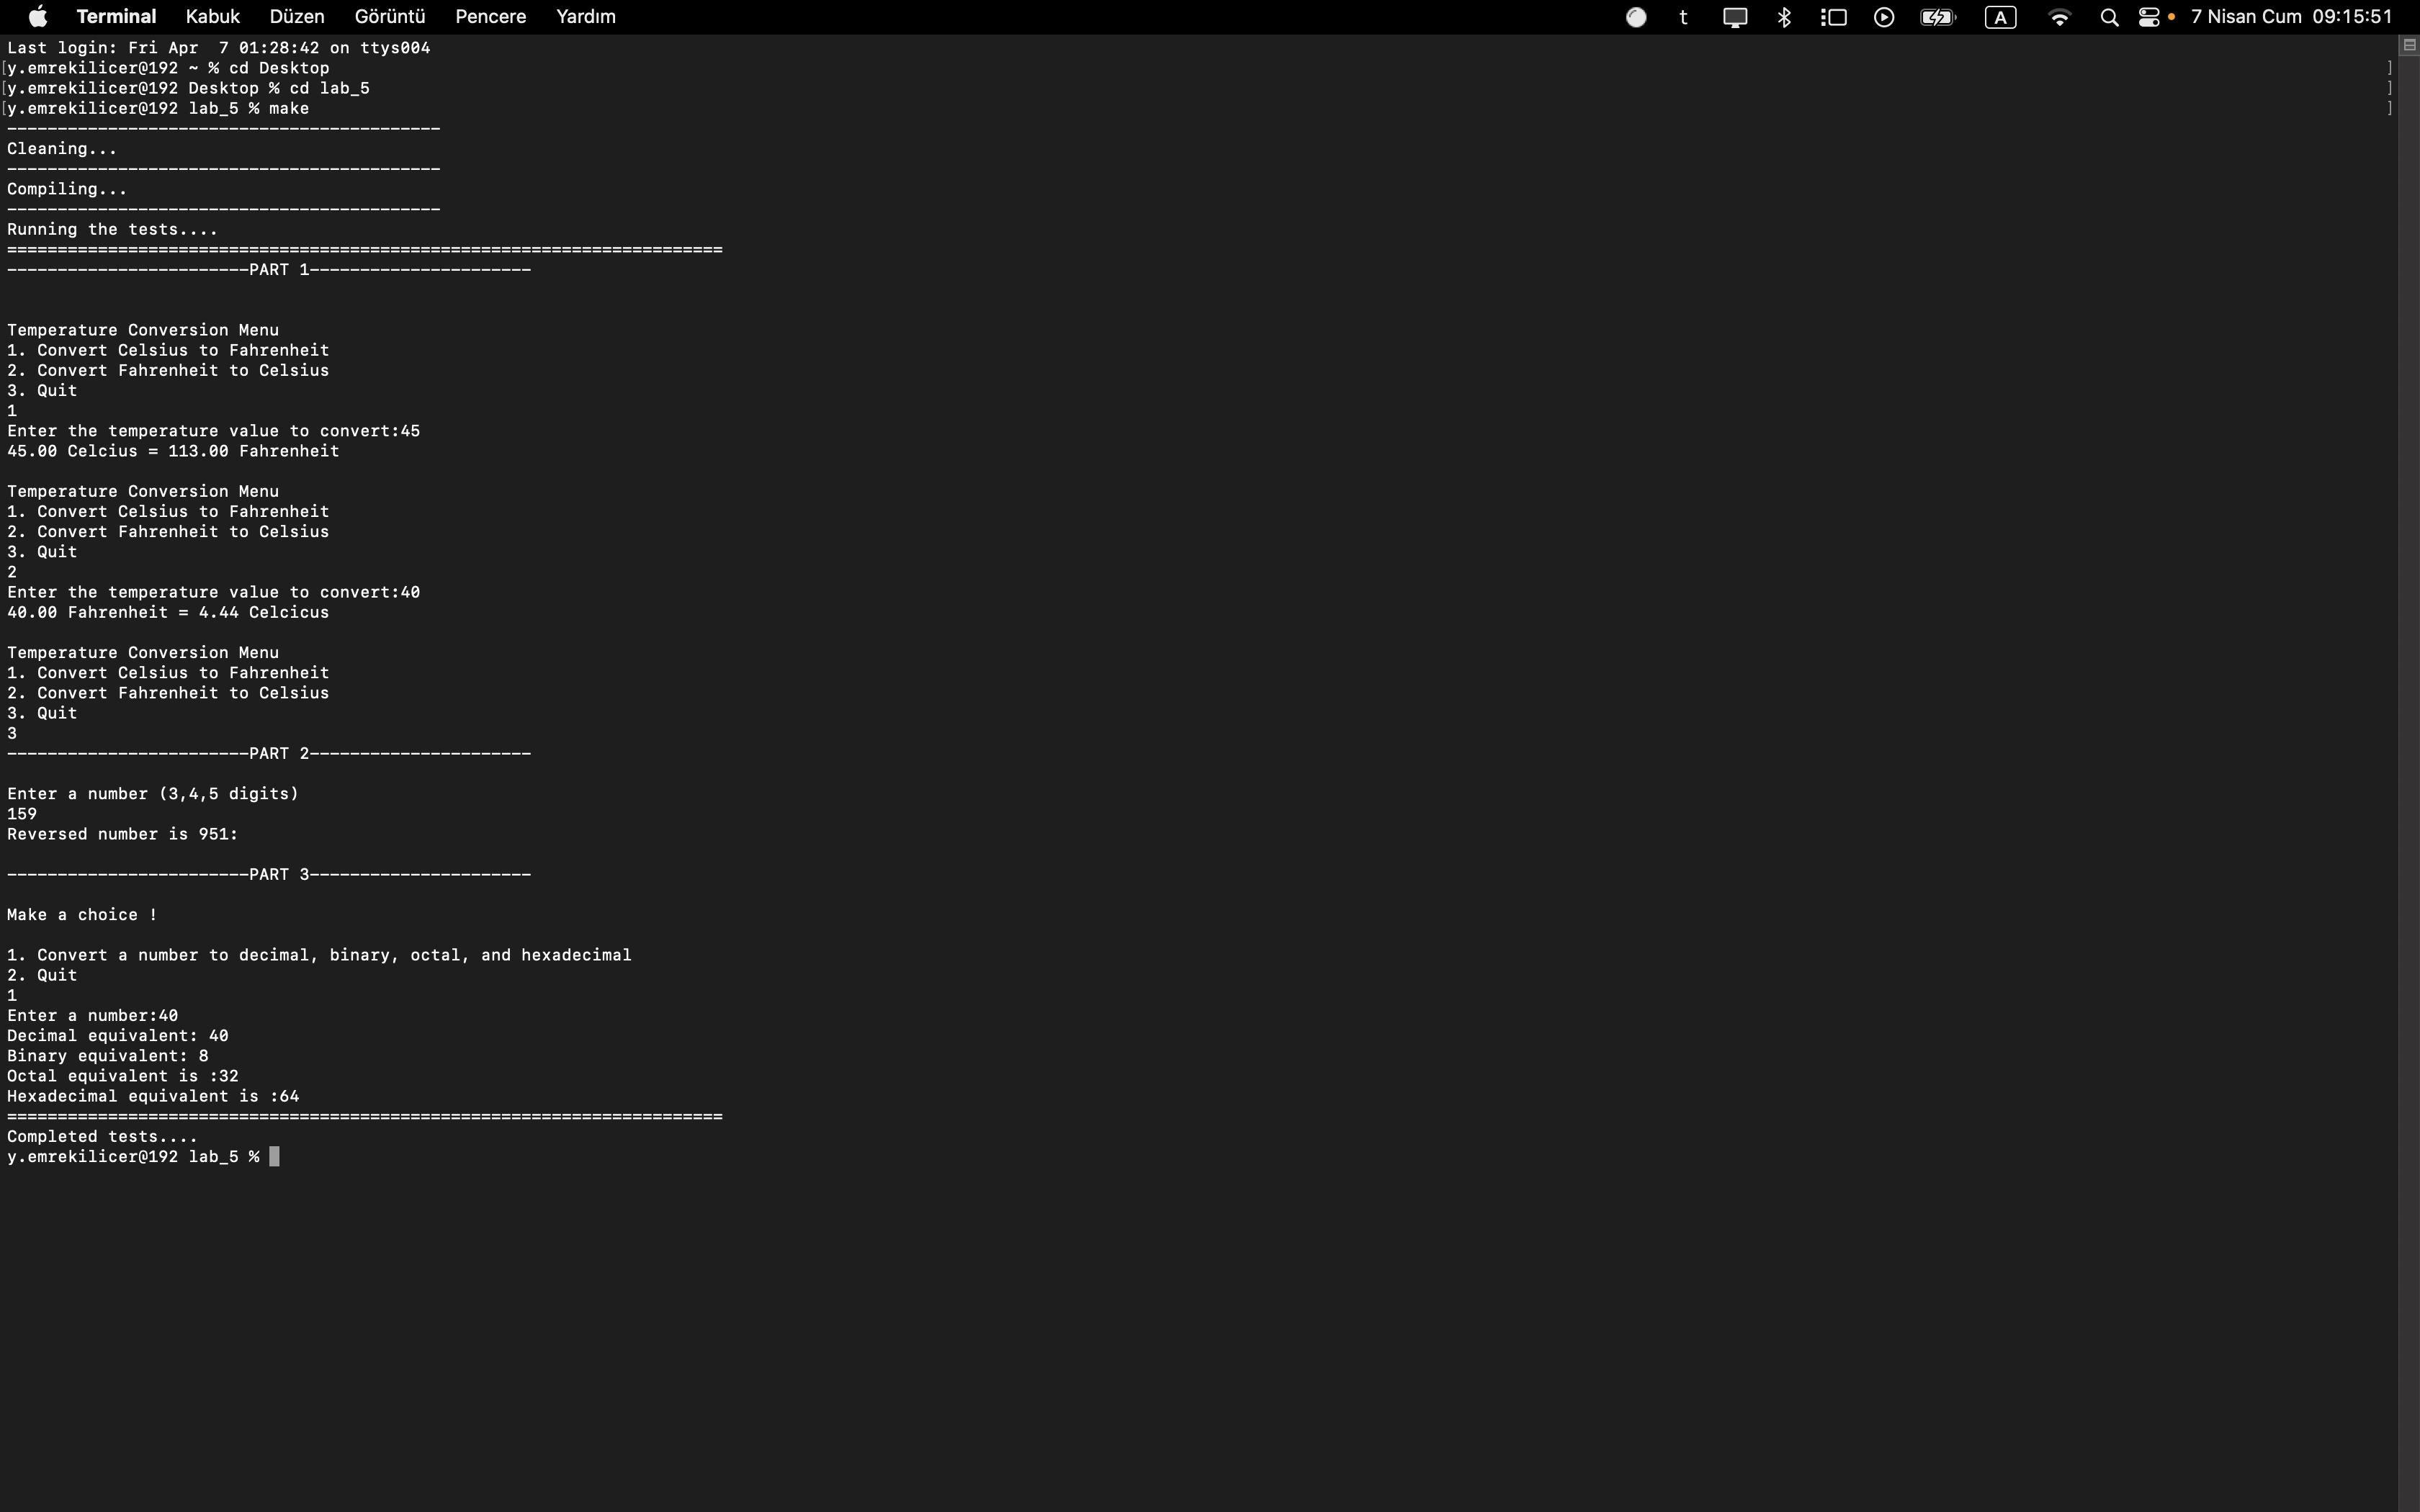 Terminal Kabuk Düzen Görüntü Pencere Yardım t A 7 Nisan Cum 09:15:51
Last login: Fri Apr  7 01:28:42 on ttys004
[y.emrekilicer@192 ~ % cd Desktop ]
[y.emrekilicer@192 Desktop % cd lab_5 ]
[y.emrekilicer@192 lab_5 % make ]
-------------------------------------------
Cleaning...
-------------------------------------------
Compiling...
-------------------------------------------
Running the tests....
=======================================================================
------------------------PART 1----------------------
Temperature Conversion Menu
1. Convert Celsius to Fahrenheit
2. Convert Fahrenheit to Celsius
3. Quit
1
Enter the temperature value to convert:45
45.00 Celcius = 113.00 Fahrenheit
Temperature Conversion Menu
1. Convert Celsius to Fahrenheit
2. Convert Fahrenheit to Celsius
3. Quit
2
Enter the temperature value to convert:40
40.00 Fahrenheit = 4.44 Celcicus
Temperature Conversion Menu
1. Convert Celsius to Fahrenheit
2. Convert Fahrenheit to Celsius
3. Quit
3
------------------------PART 2----------------------
Enter a number (3,4,5 digits)
159
Reversed number is 951:
------------------------PART 3----------------------
Make a choice !
1. Convert a number to decimal, binary, octal, and hexadecimal
2. Quit
1
Enter a number:40
Decimal equivalent: 40
Binary equivalent: 8
Octal equivalent is :32
Hexadecimal equivalent is :64
=======================================================================
Completed tests....
y.emrekilicer@192 lab_5 %